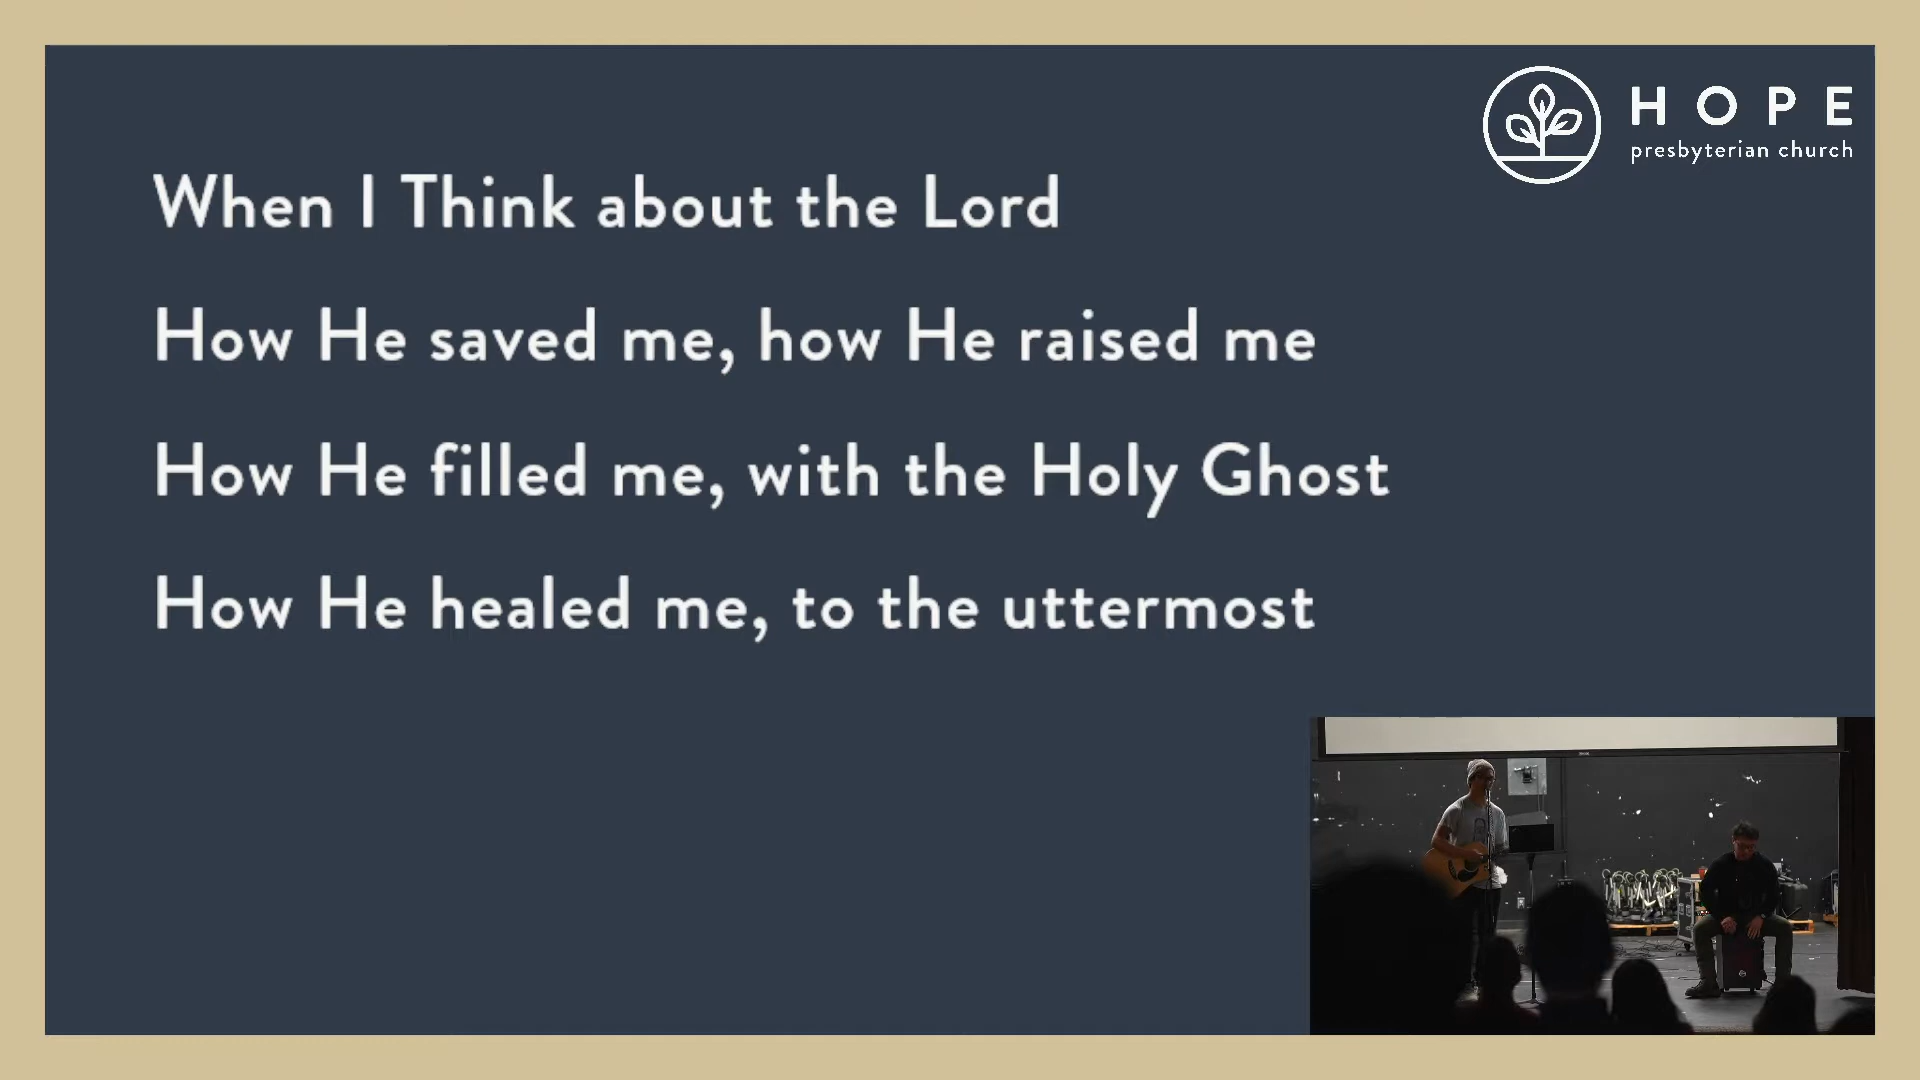 HOPE
presbyterian church
When I Think about the Lord
How He saved me, how He raised me
How He filled me, with the Holy Ghost
How He healed me, to the uttermost